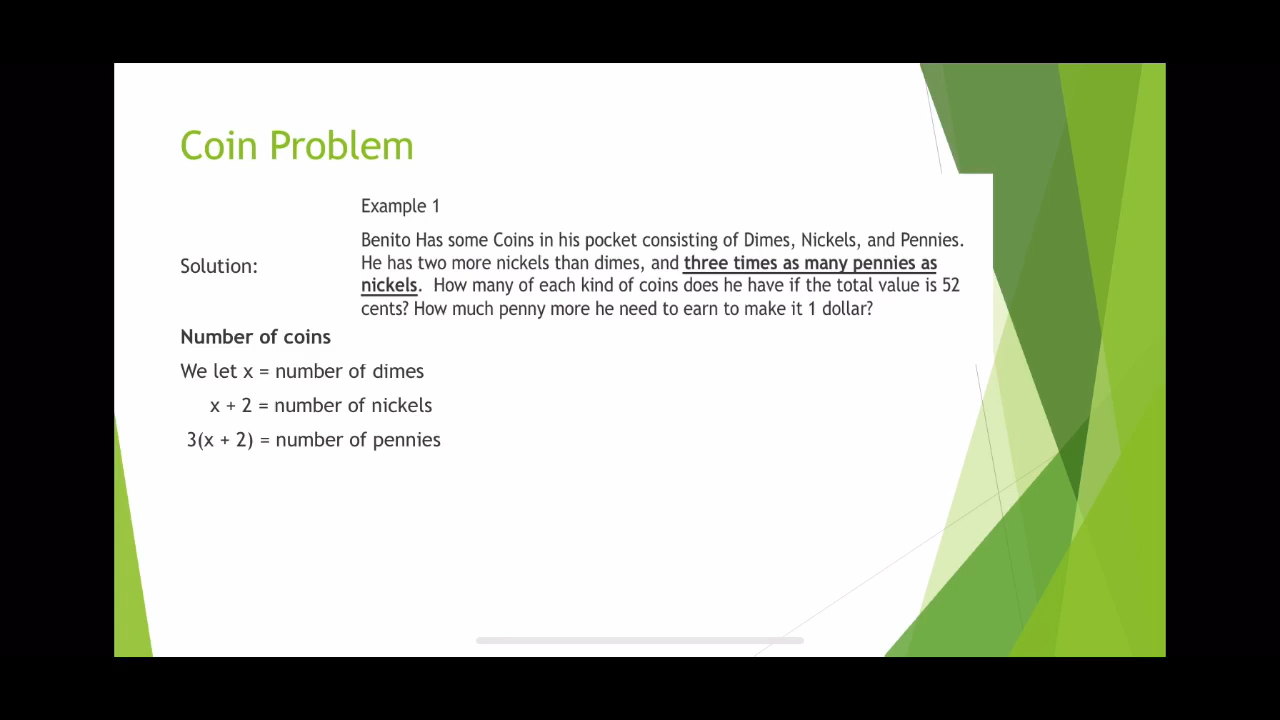 Coin Problem
Example 1
Benito Has some Coins in his pocket consisting of Dimes, Nickels, and Pennies.
He has two more nickels than dimes, and three times as many pennies as
nickels. How many of each kind of coins does he have if the total value is 52
cents? How much penny more he need to earn to make it 1 dollar?
Solution:
Number of coins
We let x = number of dimes
x + 2 = number of nickels
3(x + 2) = number of pennies